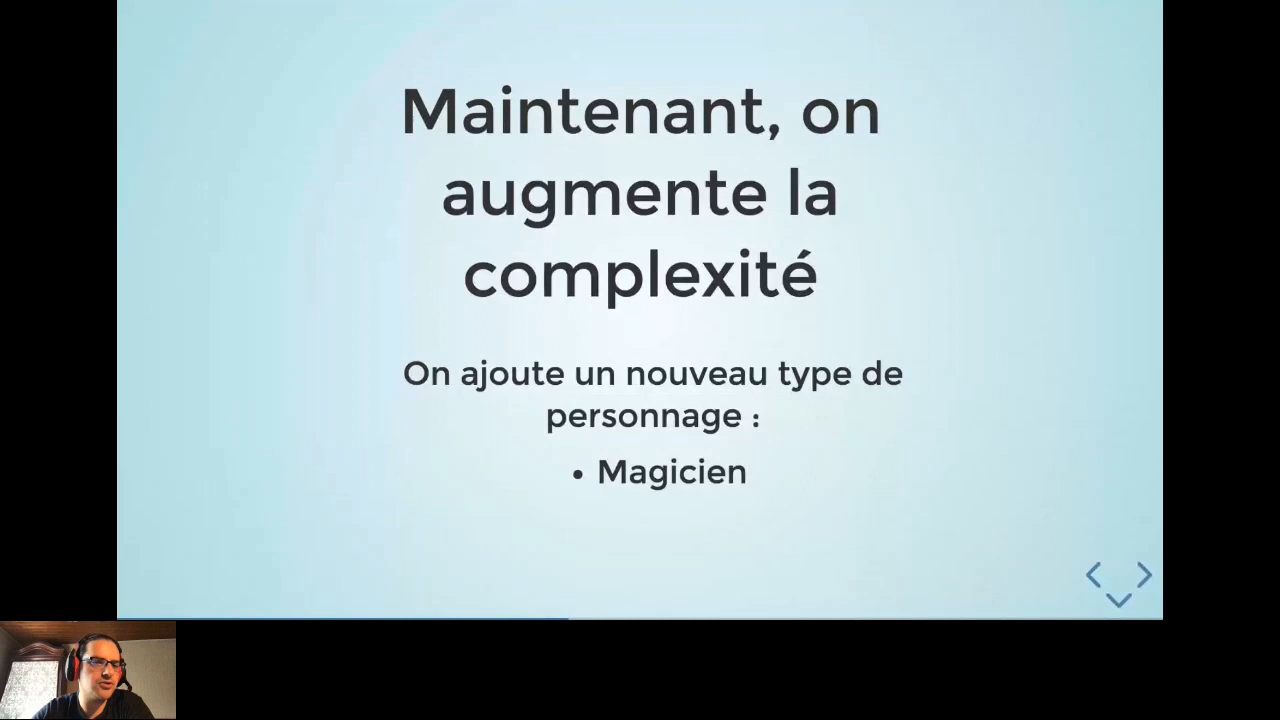 Maintenant, on
augmente la
complexité
On ajoute un nouveau type de
personnage :
• Magicien